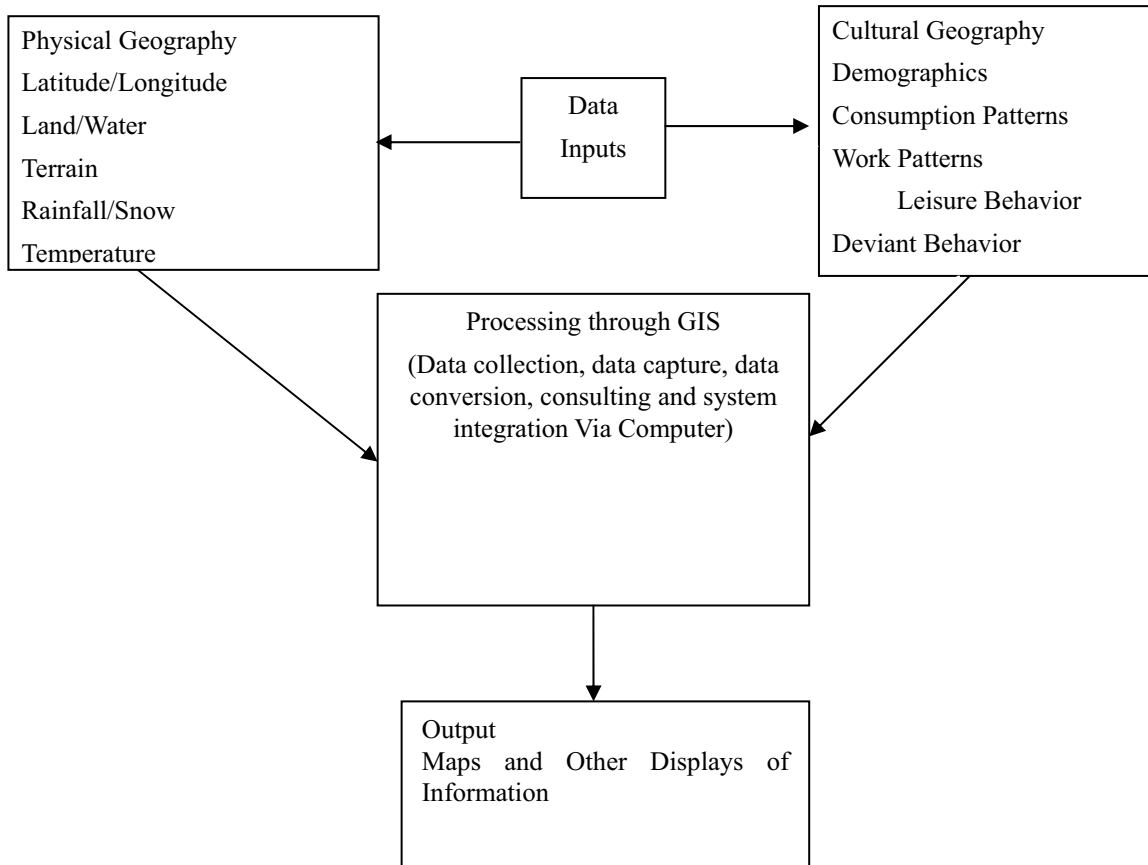 Physical Geography
Latitude/Longitude
Land/Water
Terrain
Rainfall/Snow
Temperature
Data
Inputs
Cultural Geography
Demographics
Consumption Patterns
Work Patterns
Leisure Behavior
Deviant Behavior
Processing through GIS
(Data collection, data capture, data
conversion, consulting and system
integration Via Computer)
Output
Maps and Other Displays of
Information